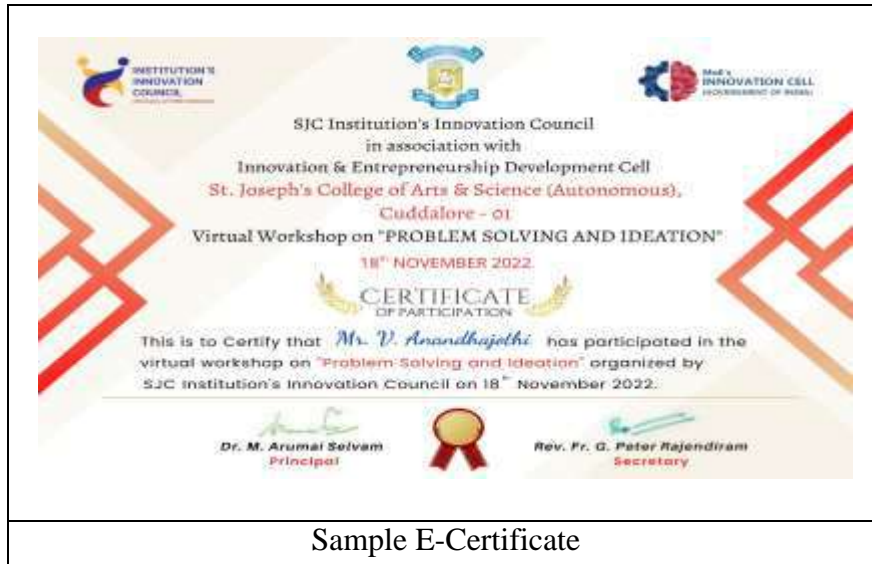 INSTITUTION'S
INNOVATION
COUNCIL
MoE's
INNOVATION CELL
(GOVERNMENT OF INDIA)
SJC Institution's Innovation Council
in association with
Innovation & Entrepreneurship Development Cell
St. Joseph's College of Arts & Science (Autonomous),
Cuddalore - 01
Virtual Workshop on "PROBLEM SOLVING AND IDEATION"
18th NOVEMBER 2022
CERTIFICATE
OF PARTICIPATION
This is to Certify that Mr. V. Anandhajothi has participated in the
virtual workshop on "Problem Solving and Ideation" organized by
SJC Institution's Innovation Council on 18th November 2022.
Dr. M. Arumai Selvam
Principal
Rev. Fr. G. Peter Rajendiram
Secretary
Sample E-Certificate